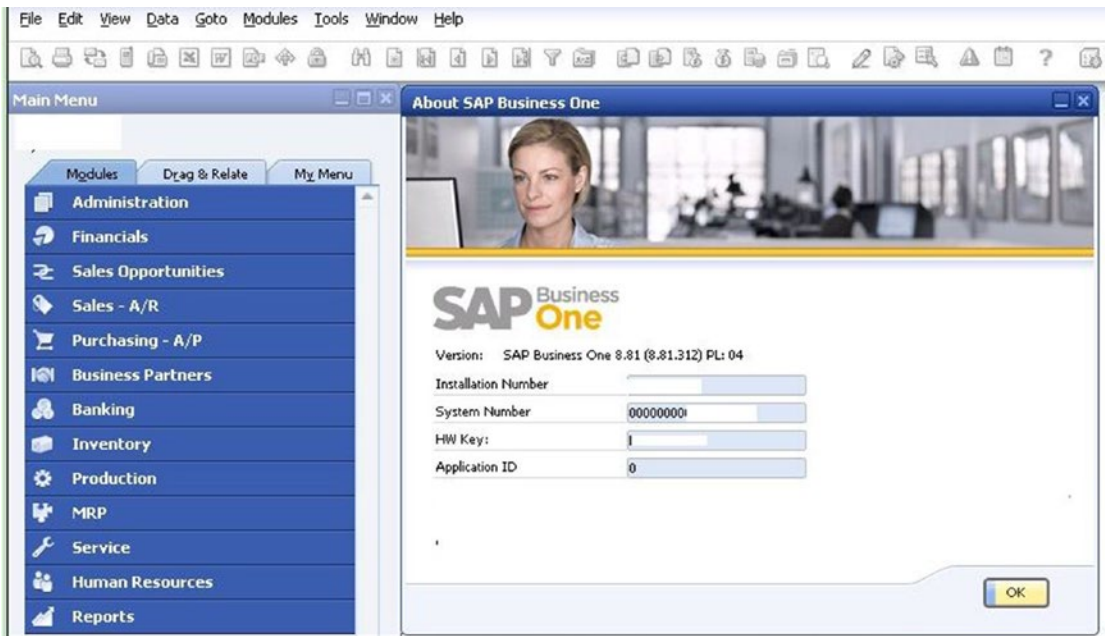 File Edit View Data Goto Modules Tools Window Help
?
Main Menu
Modules Drag & Relate My Menu
Administration
Financials
Sales Opportunities
Sales - A/R
Purchasing - A/P
Business Partners
Banking
Inventory
Production
MRP
Service
Human Resources
Reports
About SAP Business One
SAP Business One
Version: SAP Business One 8.81 (8.81.312) PL: 04
Installation Number
System Number 00000000
HW Key:
Application ID 0
OK